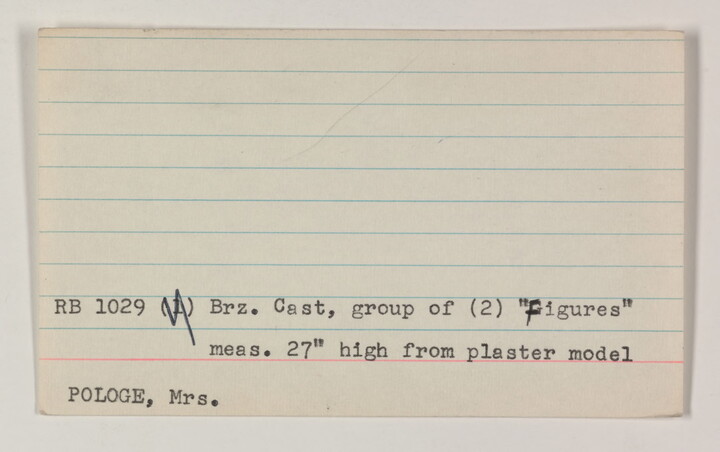 RB 1029 (1) Brz. Cast, group of (2) "Figures"
meas. 27" high from plaster model
POLOGE, Mrs.